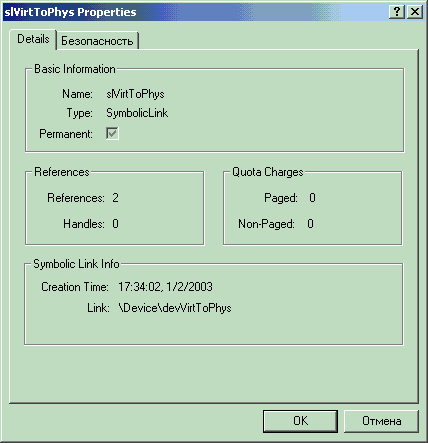 slVirtToPhys Properties
Details Безопасность
Basic Information
Name: slVirtToPhys
Type: SymbolicLink
Permanent:
References Quota Charges
References: 2 Paged: 0
Handles: 0 Non-Paged: 0
Symbolic Link Info
Creation Time: 17:34:02, 1/2/2003
Link: \Device\devVirtToPhys
OK Отмена